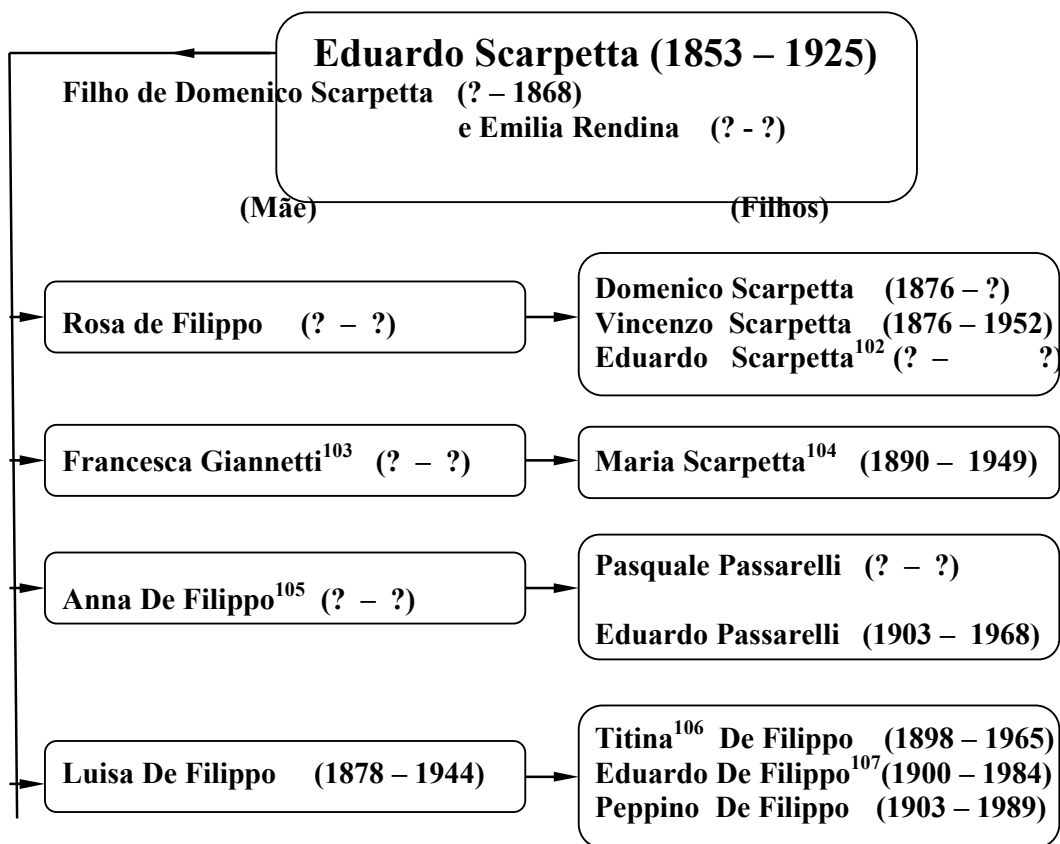 Eduardo Scarpetta (1853 – 1925)
Filho de Domenico Scarpetta (? – 1868)
e Emilia Rendina (? - ?)
(Mãe) (Filhos)
Rosa de Filippo (? – ?)
Domenico Scarpetta (1876 – ?)
Vincenzo Scarpetta (1876 – 1952)
Eduardo Scarpetta102 (? – ?)
Francesca Giannetti103 (? – ?)
Maria Scarpetta104 (1890 – 1949)
Anna De Filippo105 (? – ?)
Pasquale Passarelli (? – ?)
Eduardo Passarelli (1903 – 1968)
Luisa De Filippo (1878 – 1944)
Titina106 De Filippo (1898 – 1965)
Eduardo De Filippo107(1900 – 1984)
Peppino De Filippo (1903 – 1989)